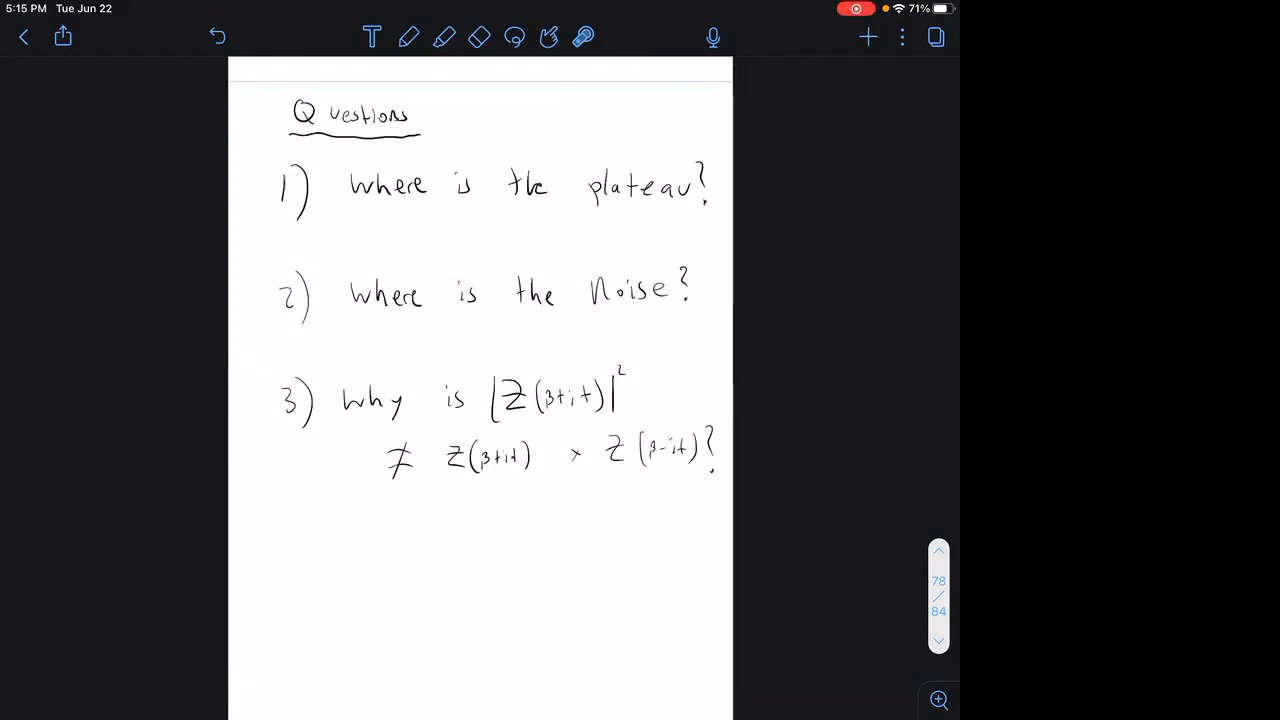 5:15 PM Tue Jun 22
71%
Questions
1) Where is the plateau?
2) Where is the Noise?
3) Why is |Z(β+it)|²
≠ Z(β+it) × Z(β-it)?
78
/
84